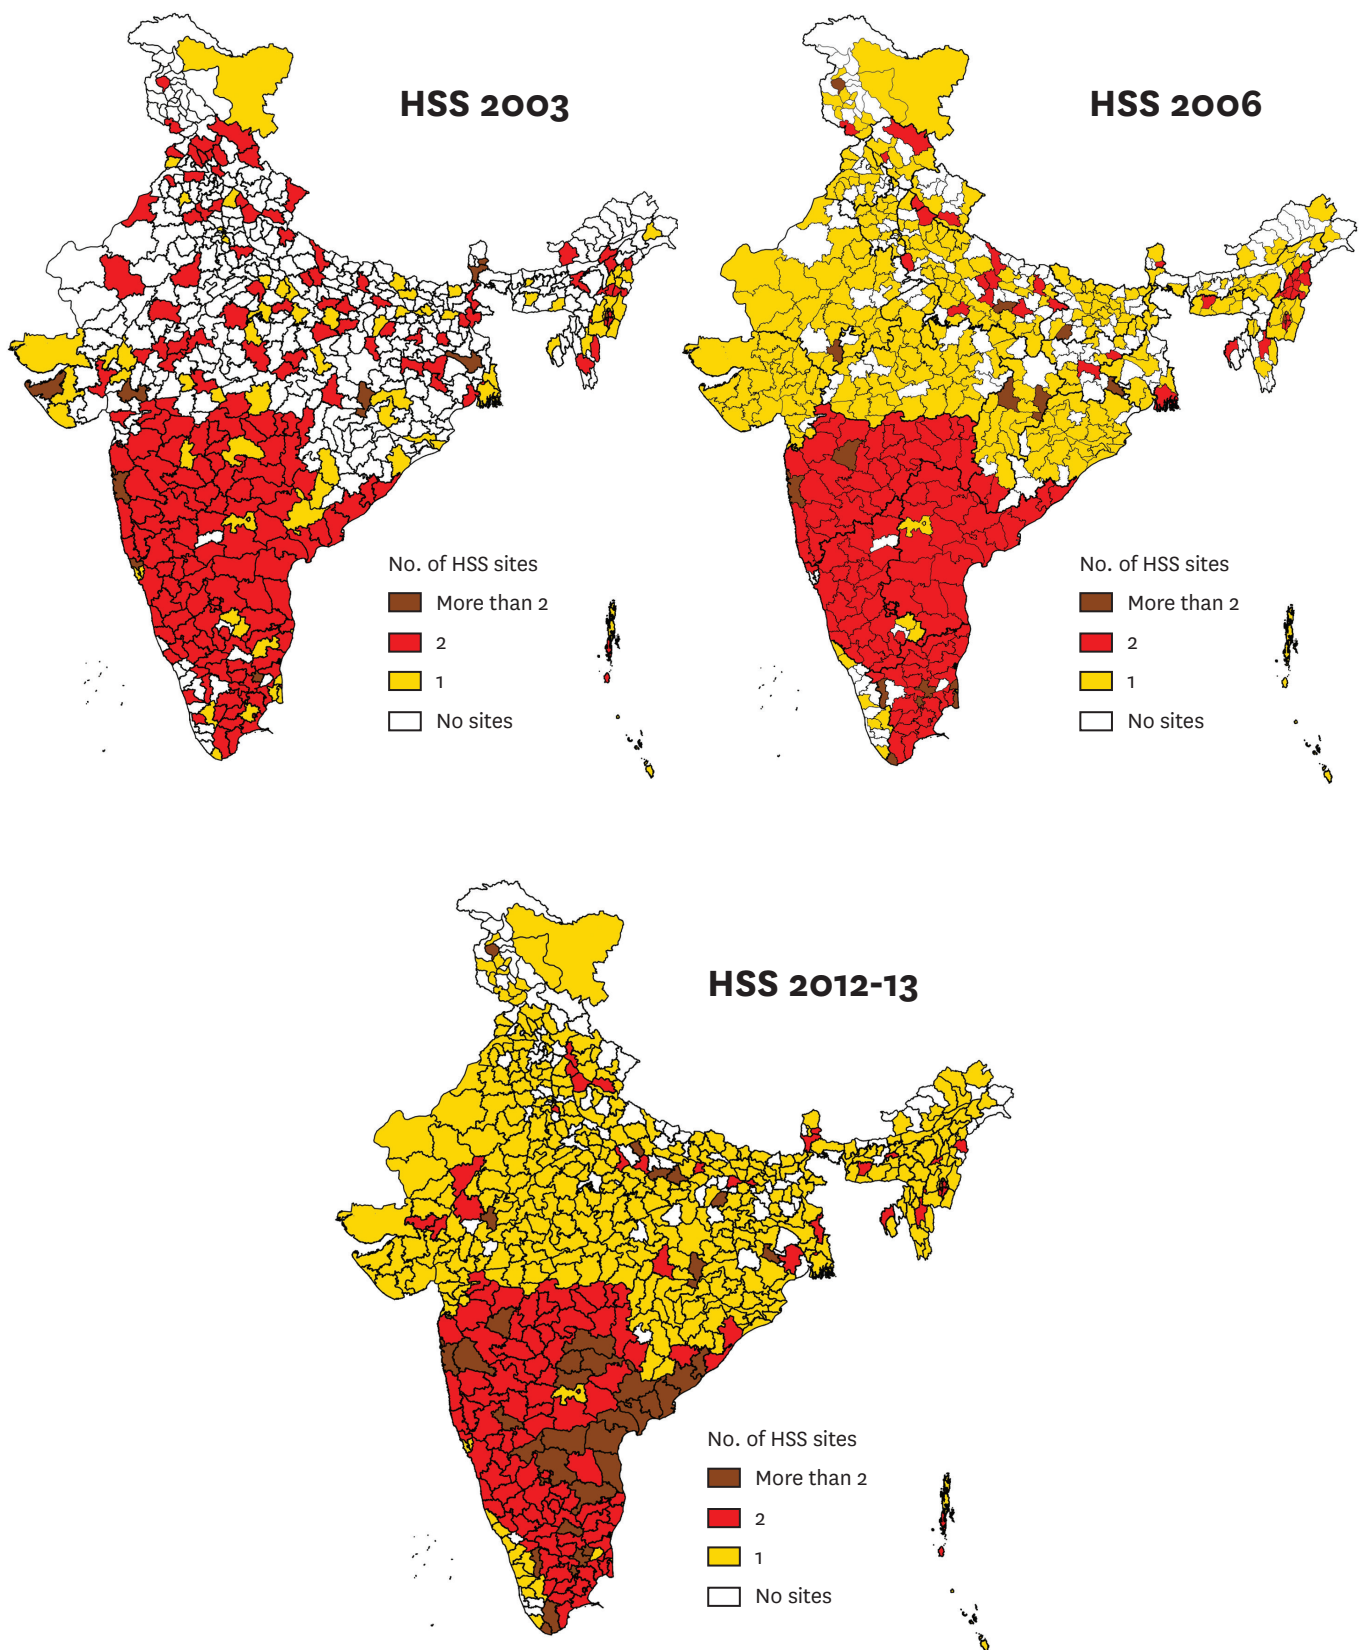 HSS 2003
No. of HSS sites
More than 2
2
1
No sites
HSS 2006
No. of HSS sites
More than 2
2
1
No sites
HSS 2012-13
No. of HSS sites
More than 2
2
1
No sites